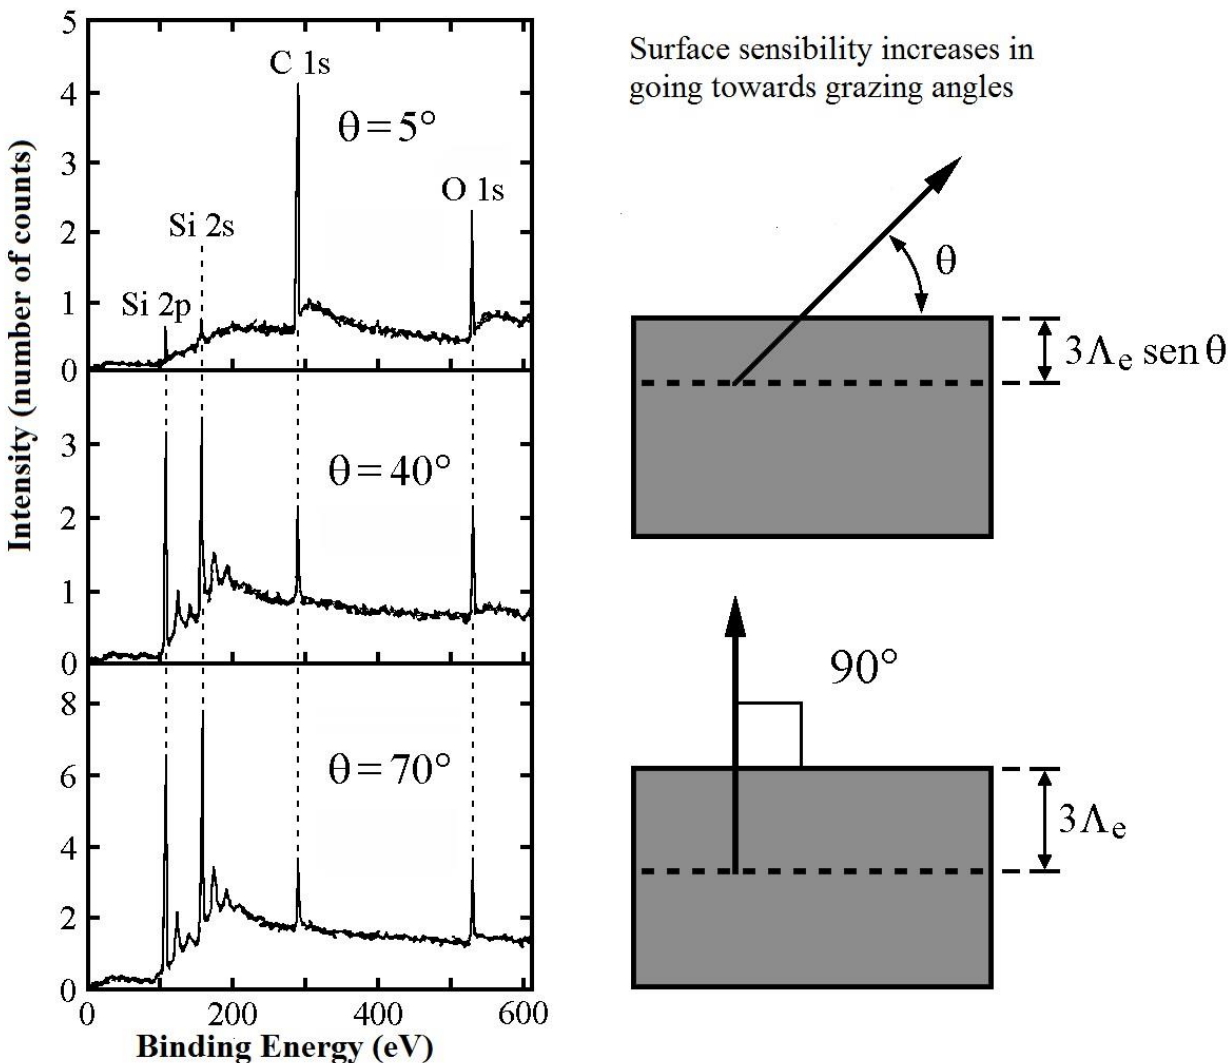 5
4
3
2
1
0
3
2
1
0
8
6
4
2
0
Intensity (number of counts)
C 1s
θ = 5°
O 1s
Si 2s
Si 2p
θ = 40°
θ = 70°
0
200
400
600
Binding Energy (eV)
Surface sensibility increases in
going towards grazing angles
θ
3Λe sen θ
90°
3Λe